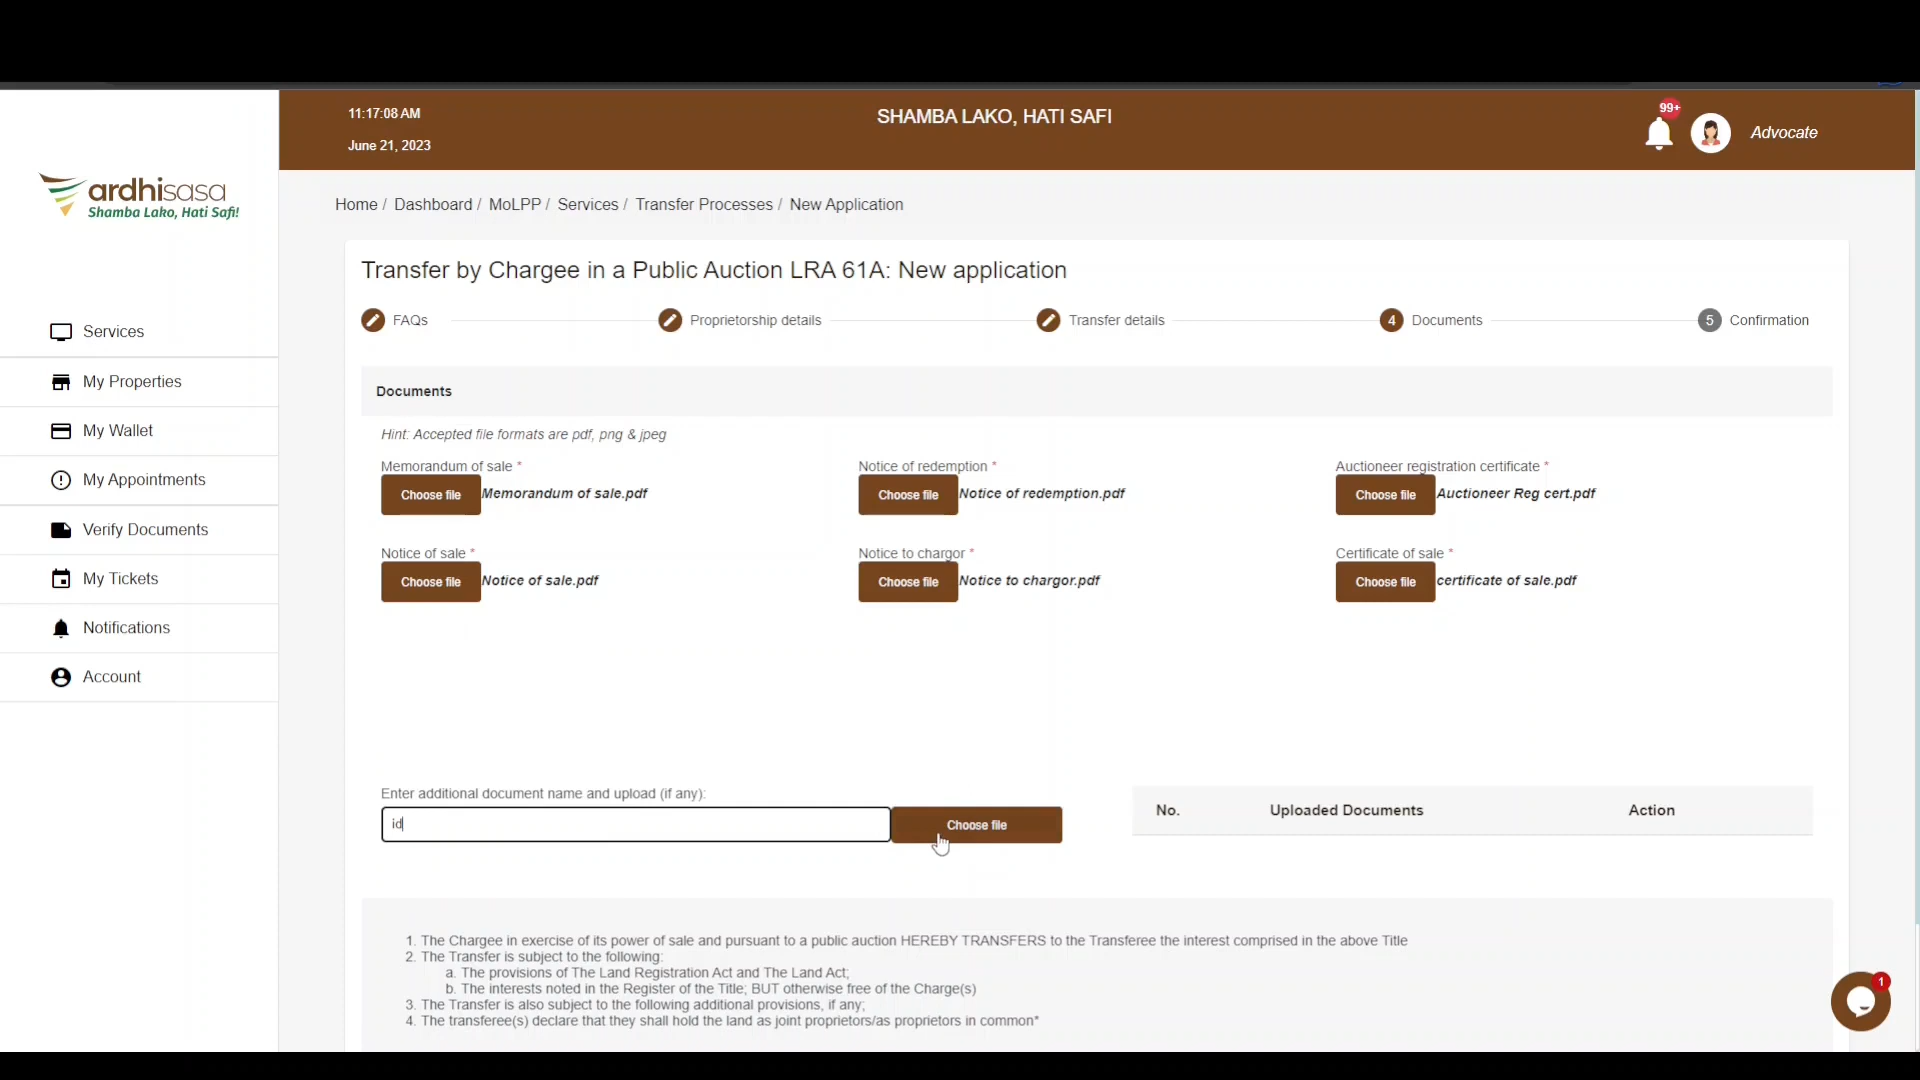 11:17:08 AM
SHAMBA LAKO, HATI SAFI
99+
June 21, 2023
Advocate
ardhisasa
Shamba Lako, Hati Safi!
Home / Dashboard / MoLPP / Services / Transfer Processes / New Application
Transfer by Chargee in a Public Auction LRA 61A: New application
FAQs
Proprietorship details
Transfer details
4 Documents
5 Confirmation
Services
My Properties
My Wallet
My Appointments
Verify Documents
My Tickets
Notifications
Account
Documents
Hint: Accepted file formats are pdf, png & jpeg
Memorandum of sale *
Choose file Memorandum of sale.pdf
Notice of redemption *
Choose file Notice of redemption.pdf
Auctioneer registration certificate *
Choose file Auctioneer Reg cert.pdf
Notice of sale *
Choose file Notice of sale.pdf
Notice to chargor *
Choose file Notice to chargor.pdf
Certificate of sale *
Choose file certificate of sale.pdf
Enter additional document name and upload (if any):
id
Choose file
No. Uploaded Documents Action
1. The Chargee in exercise of its power of sale and pursuant to a public auction HEREBY TRANSFERS to the Transferee the interest comprised in the above Title
2. The Transfer is subject to the following:
a. The provisions of The Land Registration Act and The Land Act;
b. The interests noted in the Register of the Title; BUT otherwise free of the Charge(s)
3. The Transfer is also subject to the following additional provisions, if any;
4. The transferee(s) declare that they shall hold the land as joint proprietors/as proprietors in common*
1